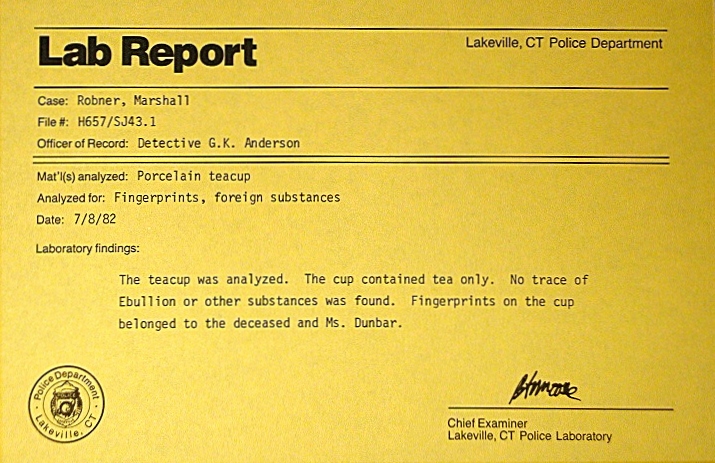 Lab Report
Lakeville, CT Police Department
Case: Robner, Marshall
File #: H657/SJ43.1
Officer of Record: Detective G.K. Anderson
Mat'l(s) analyzed: Porcelain teacup
Analyzed for: Fingerprints, foreign substances
Date: 7/8/82
Laboratory findings:
The teacup was analyzed. The cup contained tea only. No trace of
Ebullion or other substances was found. Fingerprints on the cup
belonged to the deceased and Ms. Dunbar.
Police Department
Lakeville, CT.
Chief Examiner
Lakeville, CT Police Laboratory